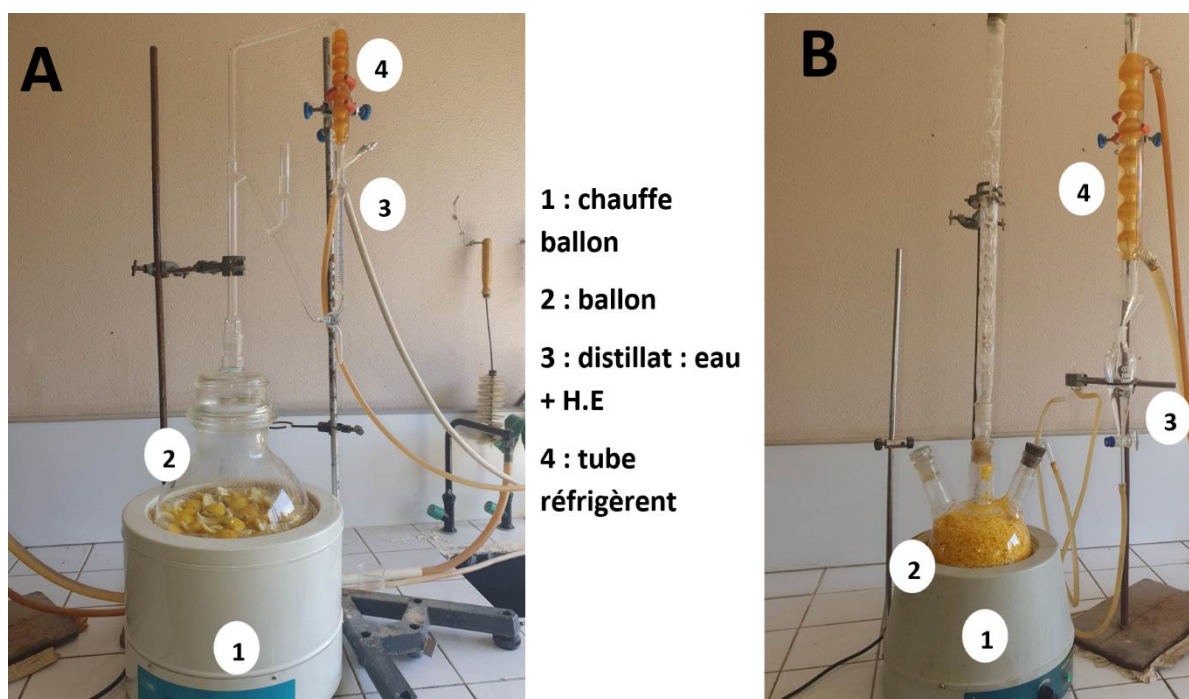 A
4
3
2
1
1 : chauffe
ballon
2 : ballon
3 : distillat : eau
+ H.E
4 : tube
réfrigèrent
B
4
3
2
1